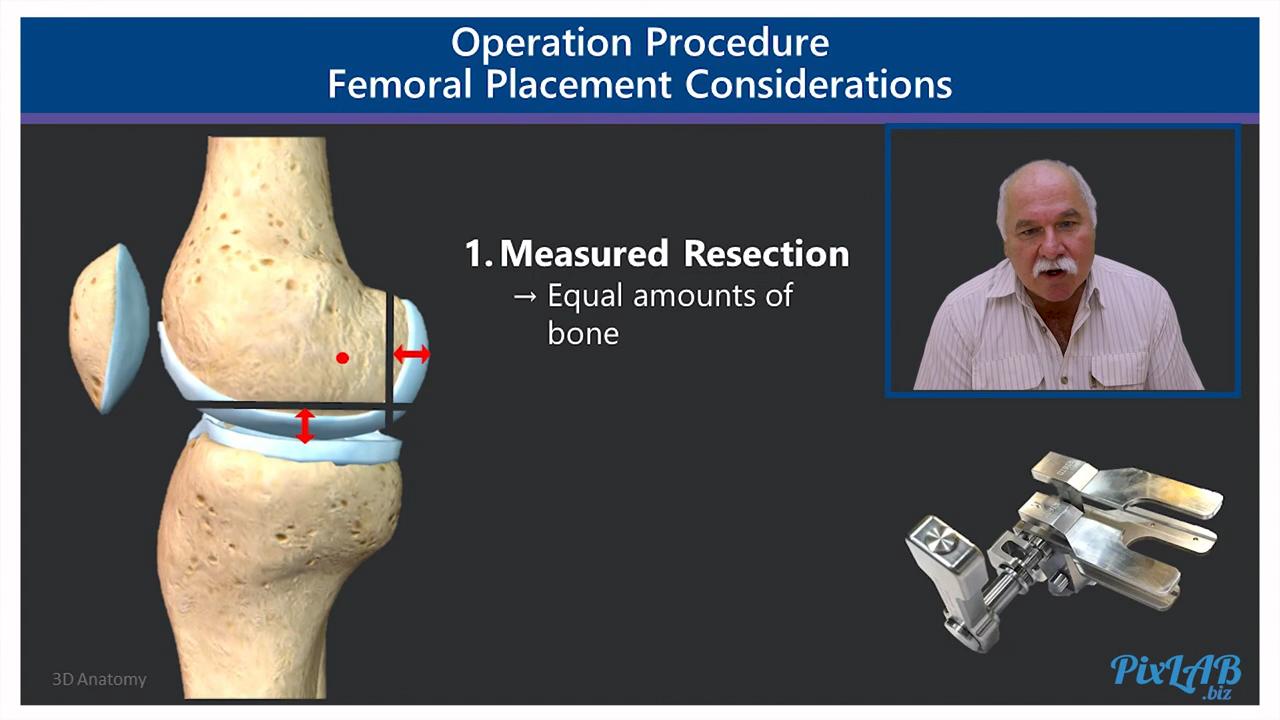 Operation Procedure
Femoral Placement Considerations
1. Measured Resection
→ Equal amounts of
bone
3D Anatomy
PixLAB
.biz